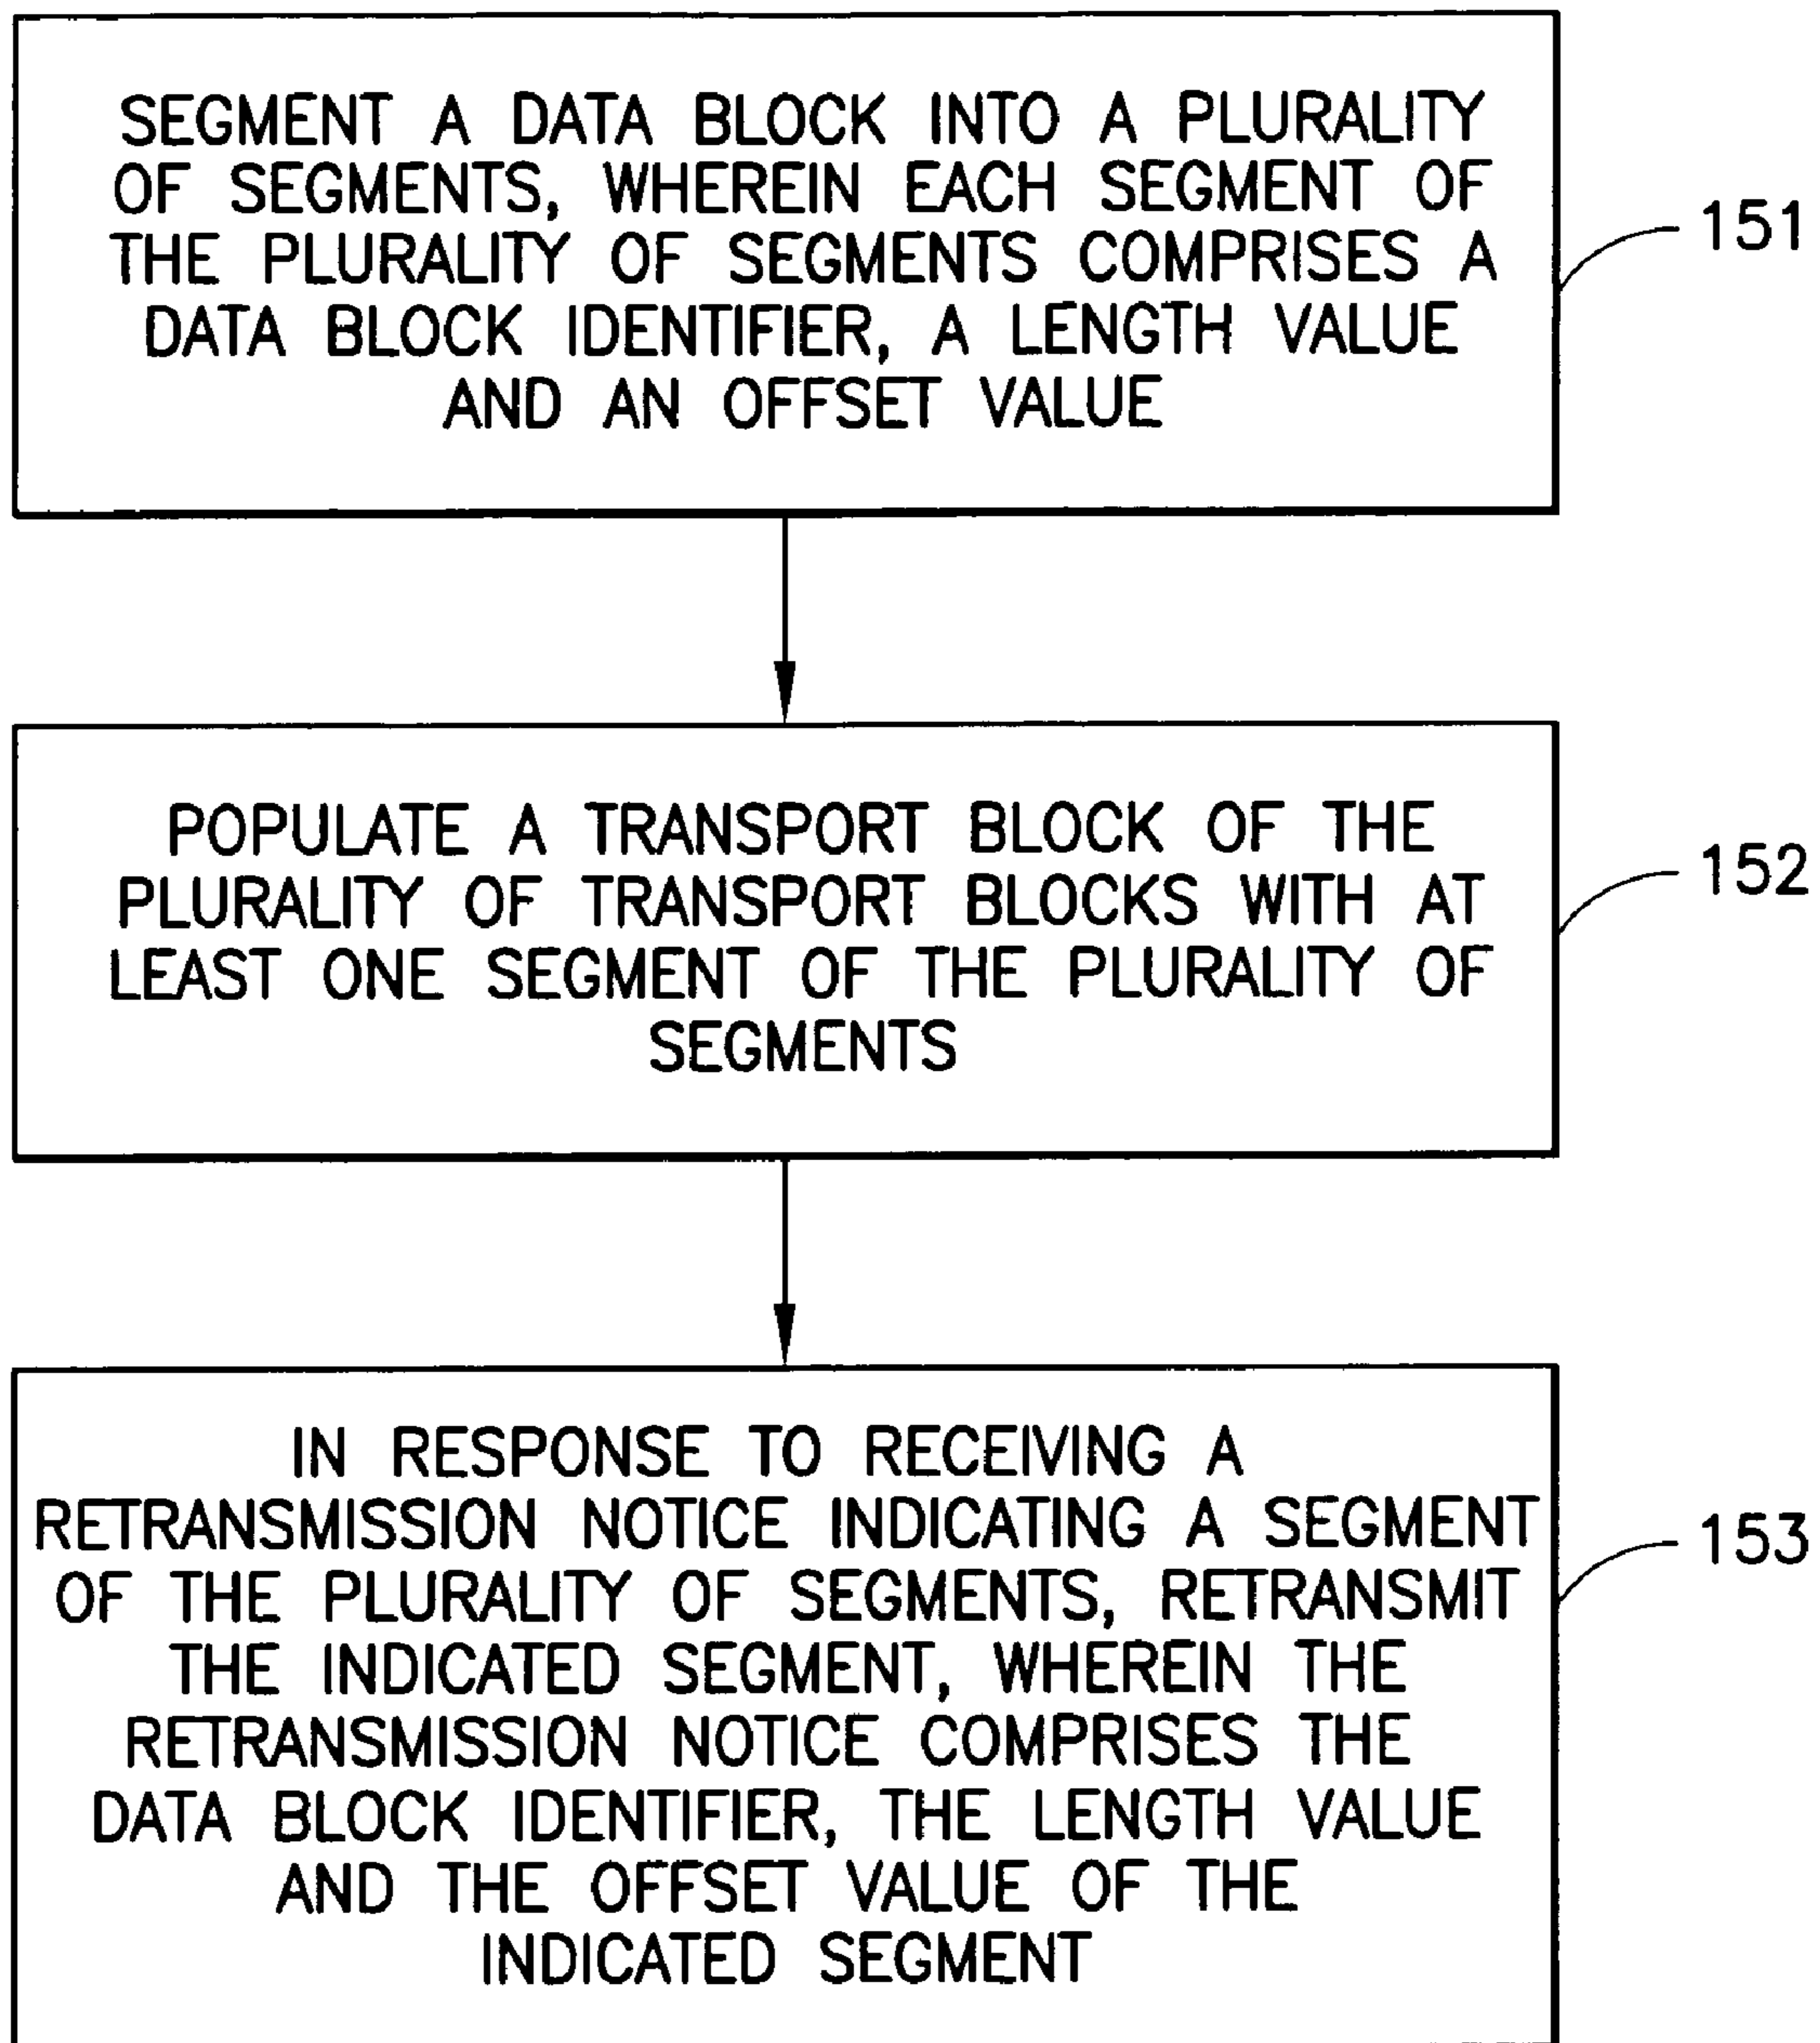 SEGMENT A DATA BLOCK INTO A PLURALITY
OF SEGMENTS, WHEREIN EACH SEGMENT OF
THE PLURALITY OF SEGMENTS COMPRISES A
DATA BLOCK IDENTIFIER, A LENGTH VALUE
AND AN OFFSET VALUE
151
POPULATE A TRANSPORT BLOCK OF THE
PLURALITY OF TRANSPORT BLOCKS WITH AT
LEAST ONE SEGMENT OF THE PLURALITY OF
SEGMENTS
152
IN RESPONSE TO RECEIVING A
RETRANSMISSION NOTICE INDICATING A SEGMENT
OF THE PLURALITY OF SEGMENTS, RETRANSMIT
THE INDICATED SEGMENT, WHEREIN THE
RETRANSMISSION NOTICE COMPRISES THE
DATA BLOCK IDENTIFIER, THE LENGTH VALUE
AND THE OFFSET VALUE OF THE
INDICATED SEGMENT
153